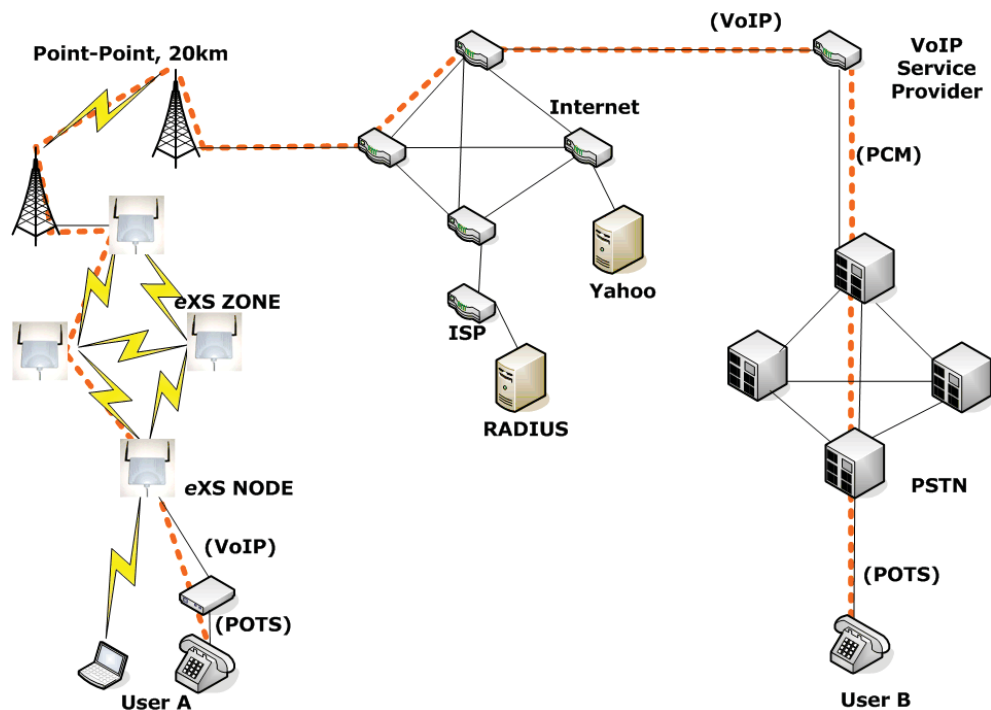 (VoIP)
Point-Point, 20km
VoIP
Service
Provider
Internet
(PCM)
eXS ZONE
Yahoo
ISP
RADIUS
eXS NODE
PSTN
(VoIP)
(POTS)
(POTS)
User A
User B